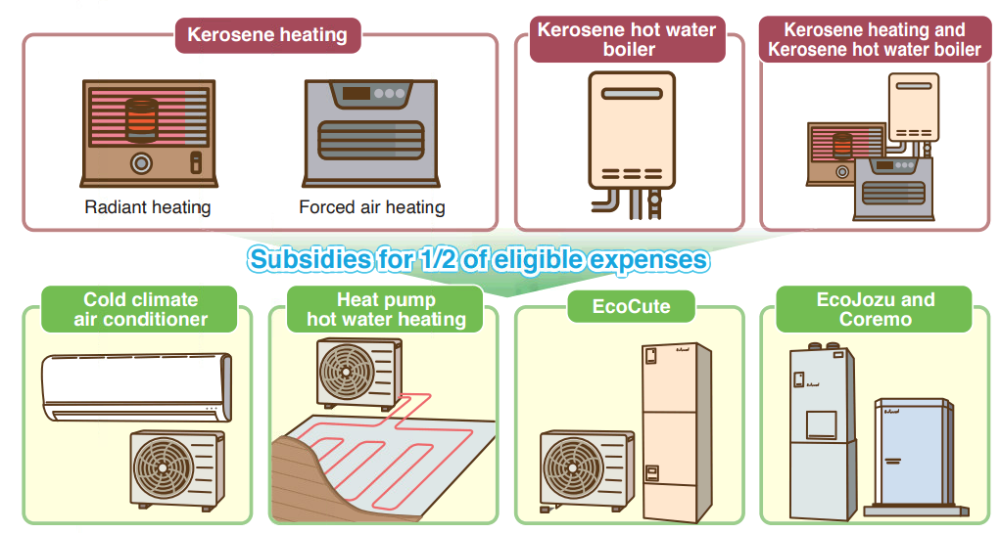 Kerosene heating
Kerosene hot water
boiler
Kerosene heating and
Kerosene hot water boiler
Radiant heating
Forced air heating
Subsidies for 1/2 of eligible expenses
Cold climate
air conditioner
Heat pump
hot water heating
EcoCute
EcoJozu and
Coremo